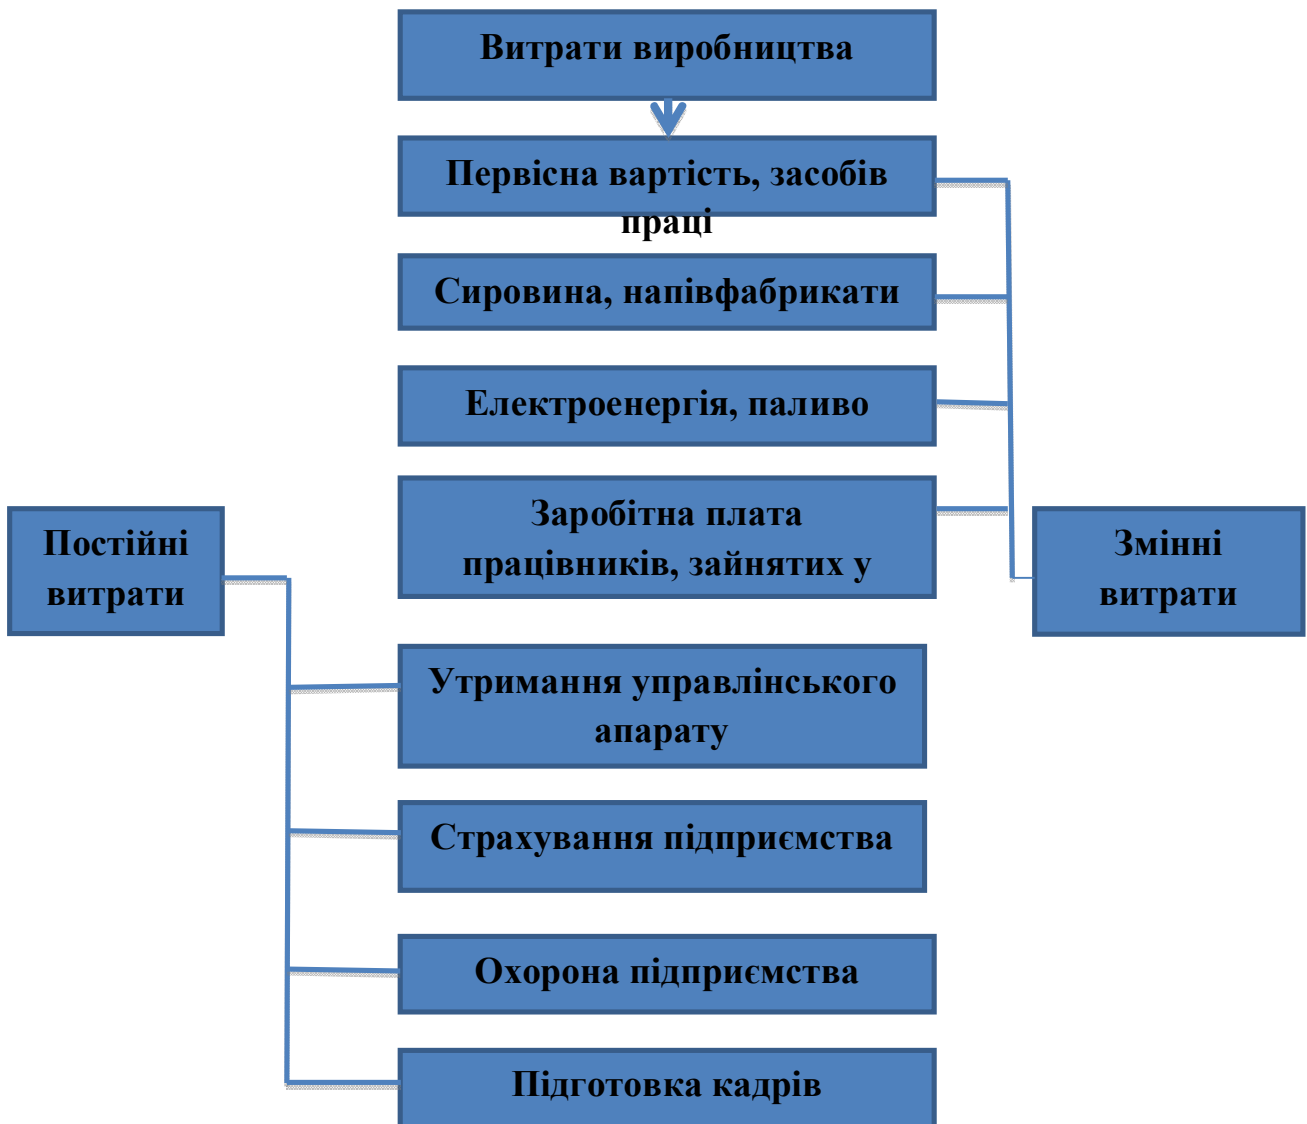 Витрати виробництва
Первісна вартість, засобів
праці
Сировина, напівфабрикати
Електроенергія, паливо
Заробітна плата
працівників, зайнятих у
Постійні
витрати
Змінні
витрати
Утримання управлінського
апарату
Страхування підприємства
Охорона підприємства
Підготовка кадрів